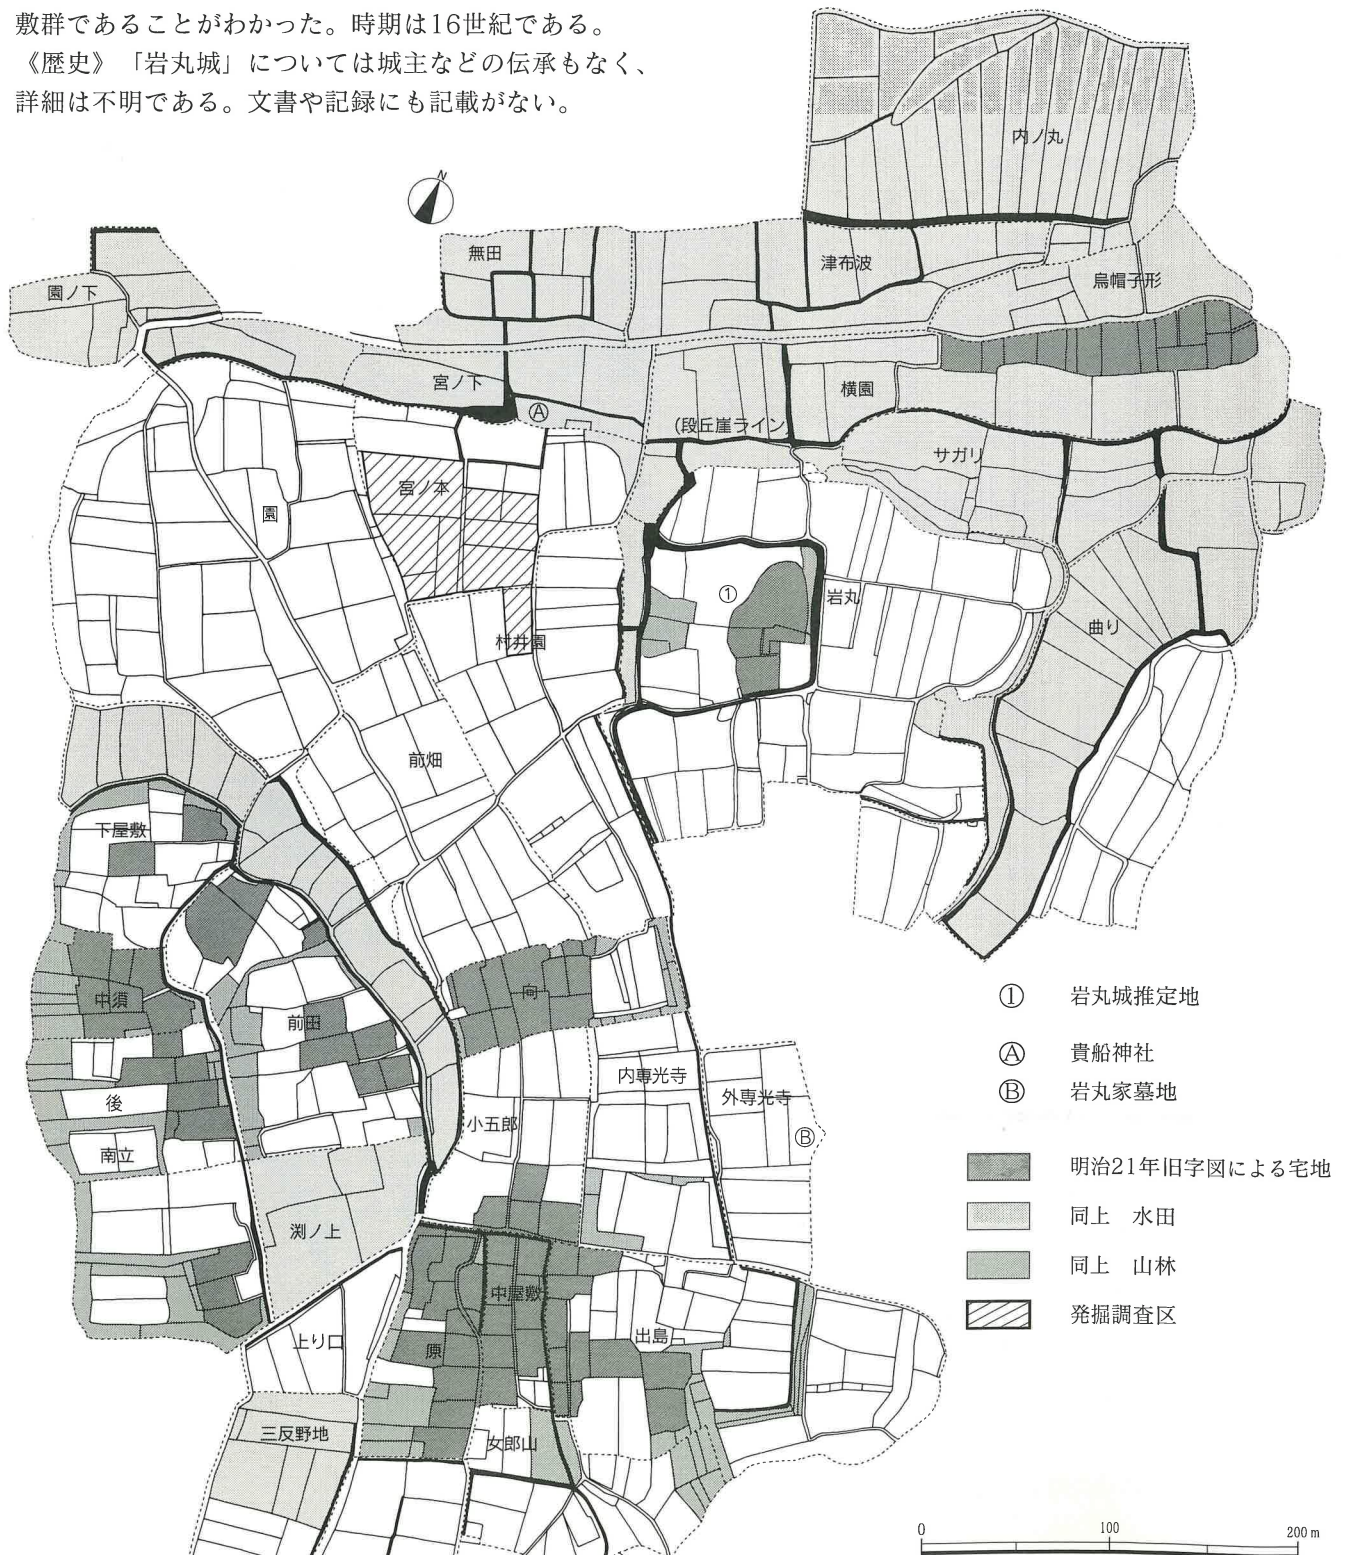 敷群であることがわかった。時期は16世紀である。
《歴史》「岩丸城」については城主などの伝承もなく、
詳細は不明である。文書や記録にも記載がない。
内ノ丸
N
無田
津布波
烏帽子形
園ノ下
宮ノ下
Ⓐ
横園
(段丘崖ライン)
サガリ
宮ノ本
園
①
岩丸
村井園
曲り
前畑
下屋敷
中須
向
前田
内専光寺
外専光寺
Ⓑ
後
小五郎
南立
渕ノ上
中屋敷
出島
上り口
原
三反野地
女郎山
① 岩丸城推定地
Ⓐ 貴船神社
Ⓑ 岩丸家墓地
明治21年旧字図による宅地
同上 水田
同上 山林
発掘調査区
0 100 200 m